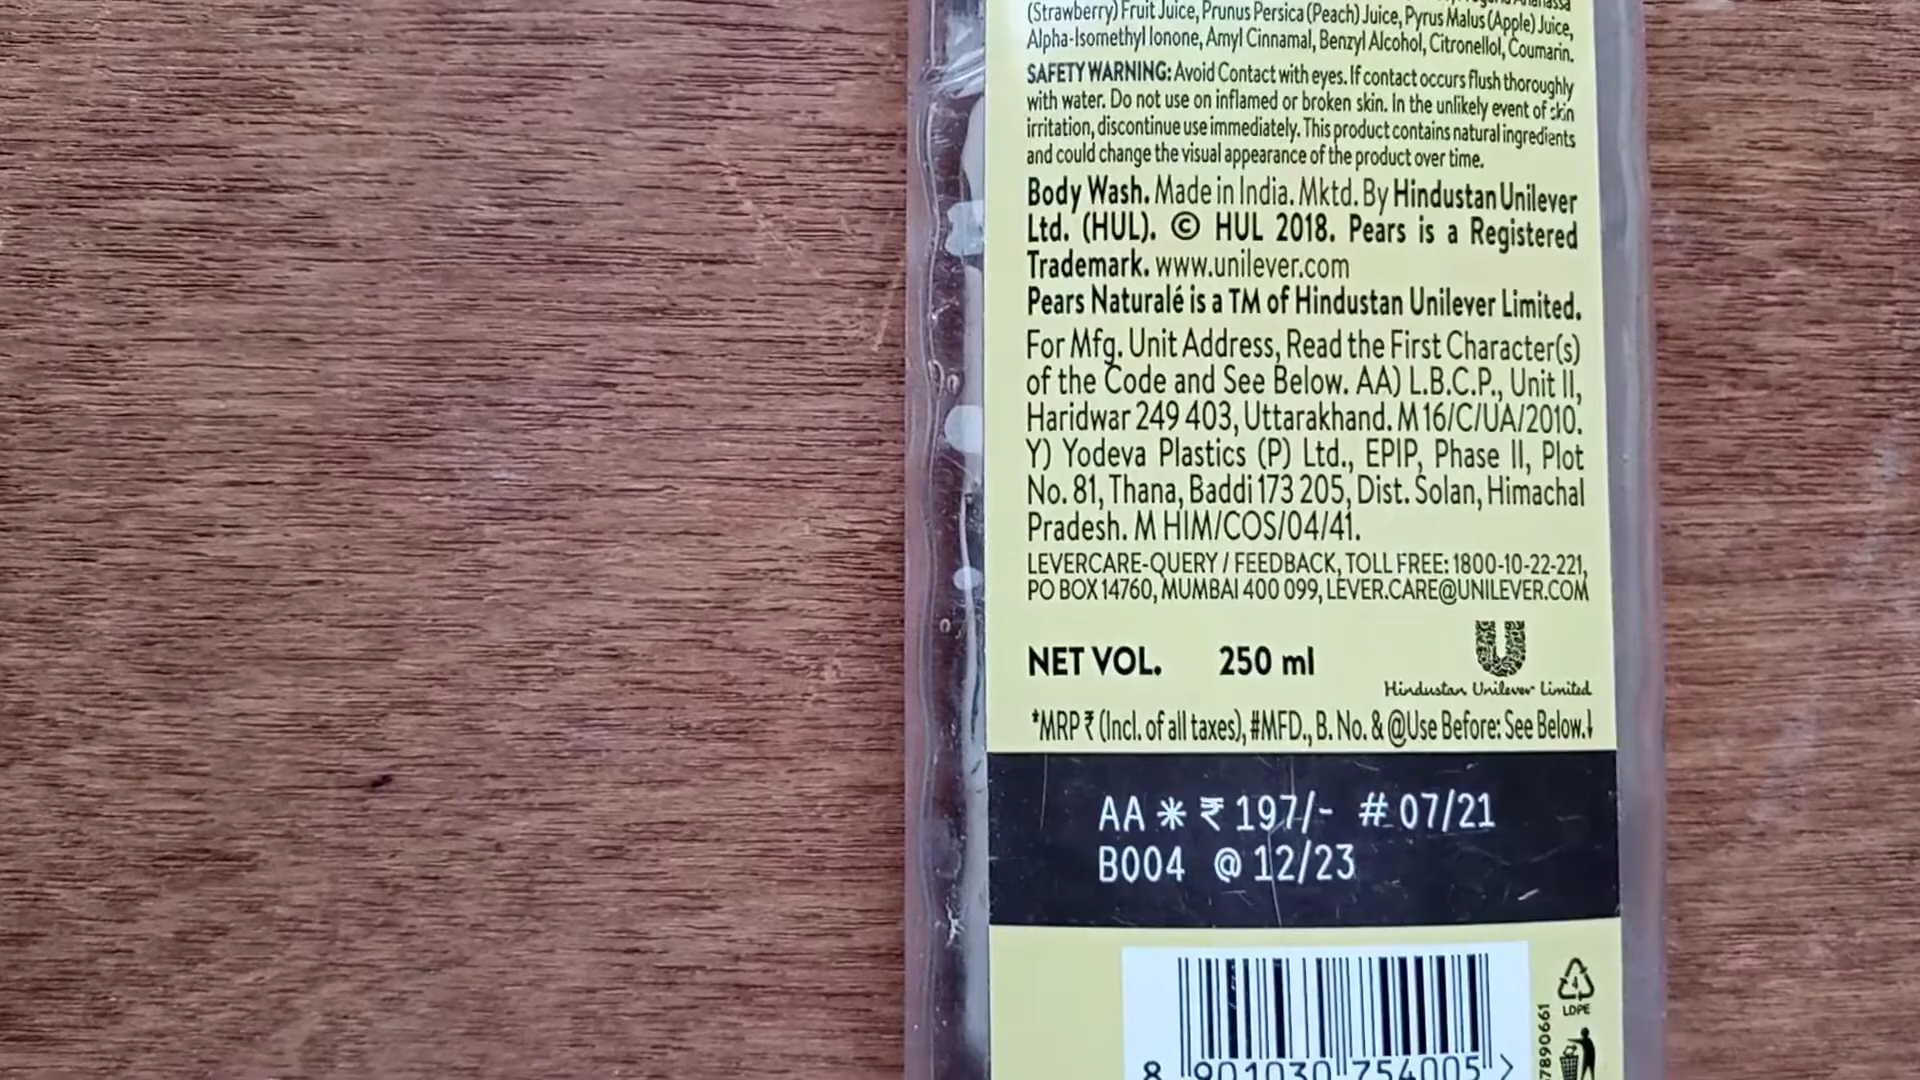 (Strawberry) Fruit Juice, Prunus Persica (Peach) Juice, Pyrus Malus (Apple) Juice,
Alpha-Isomethyl Ionone, Amyl Cinnamal, Benzyl Alcohol, Citronellol, Coumarin.
SAFETY WARNING: Avoid Contact with eyes. If contact occurs flush thoroughly
with water. Do not use on inflamed or broken skin. In the unlikely event of skin
irritation, discontinue use immediately. This product contains natural ingredients
and could change the visual appearance of the product over time.
Body Wash. Made in India. Mktd. By Hindustan Unilever
Ltd. (HUL). © HUL 2018. Pears is a Registered
Trademark. www.unilever.com
Pears Naturalé is a TM of Hindustan Unilever Limited.
For Mfg. Unit Address, Read the First Character(s)
of the Code and See Below. AA) L.B.C.P., Unit II,
Haridwar 249 403, Uttarakhand. M 16/C/UA/2010.
Y) Yodeva Plastics (P) Ltd., EPIP, Phase II, Plot
No. 81, Thana, Baddi 173 205, Dist. Solan, Himachal
Pradesh. M HIM/COS/04/41.
LEVERCARE-QUERY / FEEDBACK, TOLL FREE: 1800-10-22-221,
PO BOX 14760, MUMBAI 400 099, LEVER.CARE@UNILEVER.COM
NET VOL. 250 ml
Hindustan Unilever Limited
*MRP ₹ (Incl. of all taxes), #MFD., B. No. & @Use Before: See Below.↓
AA * ₹ 197/- # 07/21
B004 @ 12/23
8 901030 754005 >
4
LDPE